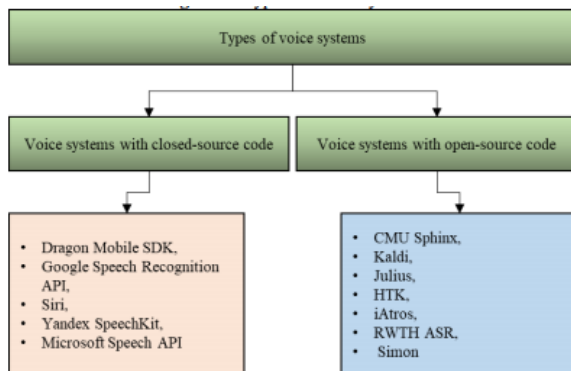 Types of voice systems
Voice systems with closed-source code
Voice systems with open-source code
• Dragon Mobile SDK,
• Google Speech Recognition
API,
• Siri,
• Yandex SpeechKit,
• Microsoft Speech API
• CMU Sphinx,
• Kaldi,
• Julius,
• HTK,
• iAtros,
• RWTH ASR,
• Simon